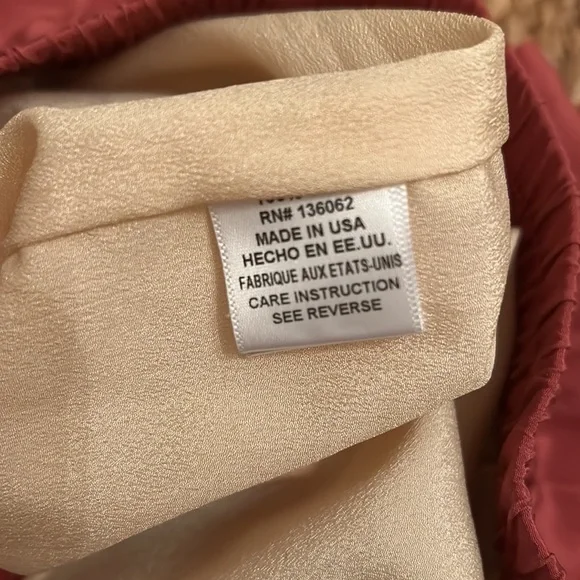 RN# 136062
MADE IN USA
HECHO EN EE.UU.
FABRIQUE AUX ETATS-UNIS
CARE INSTRUCTION
SEE REVERSE